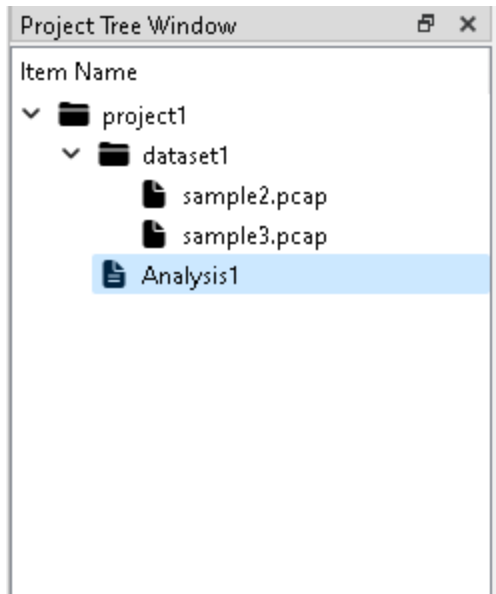 Project Tree Window
Item Name
project1
dataset1
sample2.pcap
sample3.pcap
Analysis1